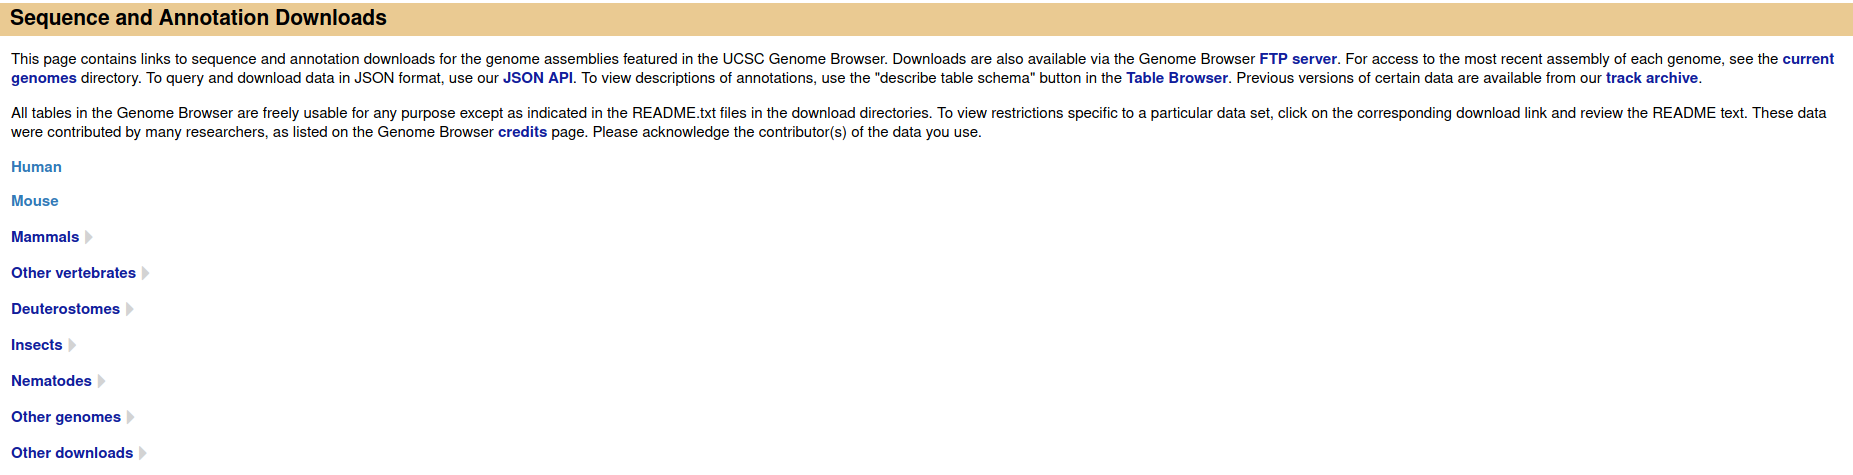 Sequence and Annotation Downloads
This page contains links to sequence and annotation downloads for the genome assemblies featured in the UCSC Genome Browser. Downloads are also available via the Genome Browser FTP server. For access to the most recent assembly of each genome, see the current
genomes directory. To query and download data in JSON format, use our JSON API. To view descriptions of annotations, use the "describe table schema" button in the Table Browser. Previous versions of certain data are available from our track archive.
All tables in the Genome Browser are freely usable for any purpose except as indicated in the README.txt files in the download directories. To view restrictions specific to a particular data set, click on the corresponding download link and review the README text. These data
were contributed by many researchers, as listed on the Genome Browser credits page. Please acknowledge the contributor(s) of the data you use.
Human
Mouse
Mammals
Other vertebrates
Deuterostomes
Insects
Nematodes
Other genomes
Other downloads